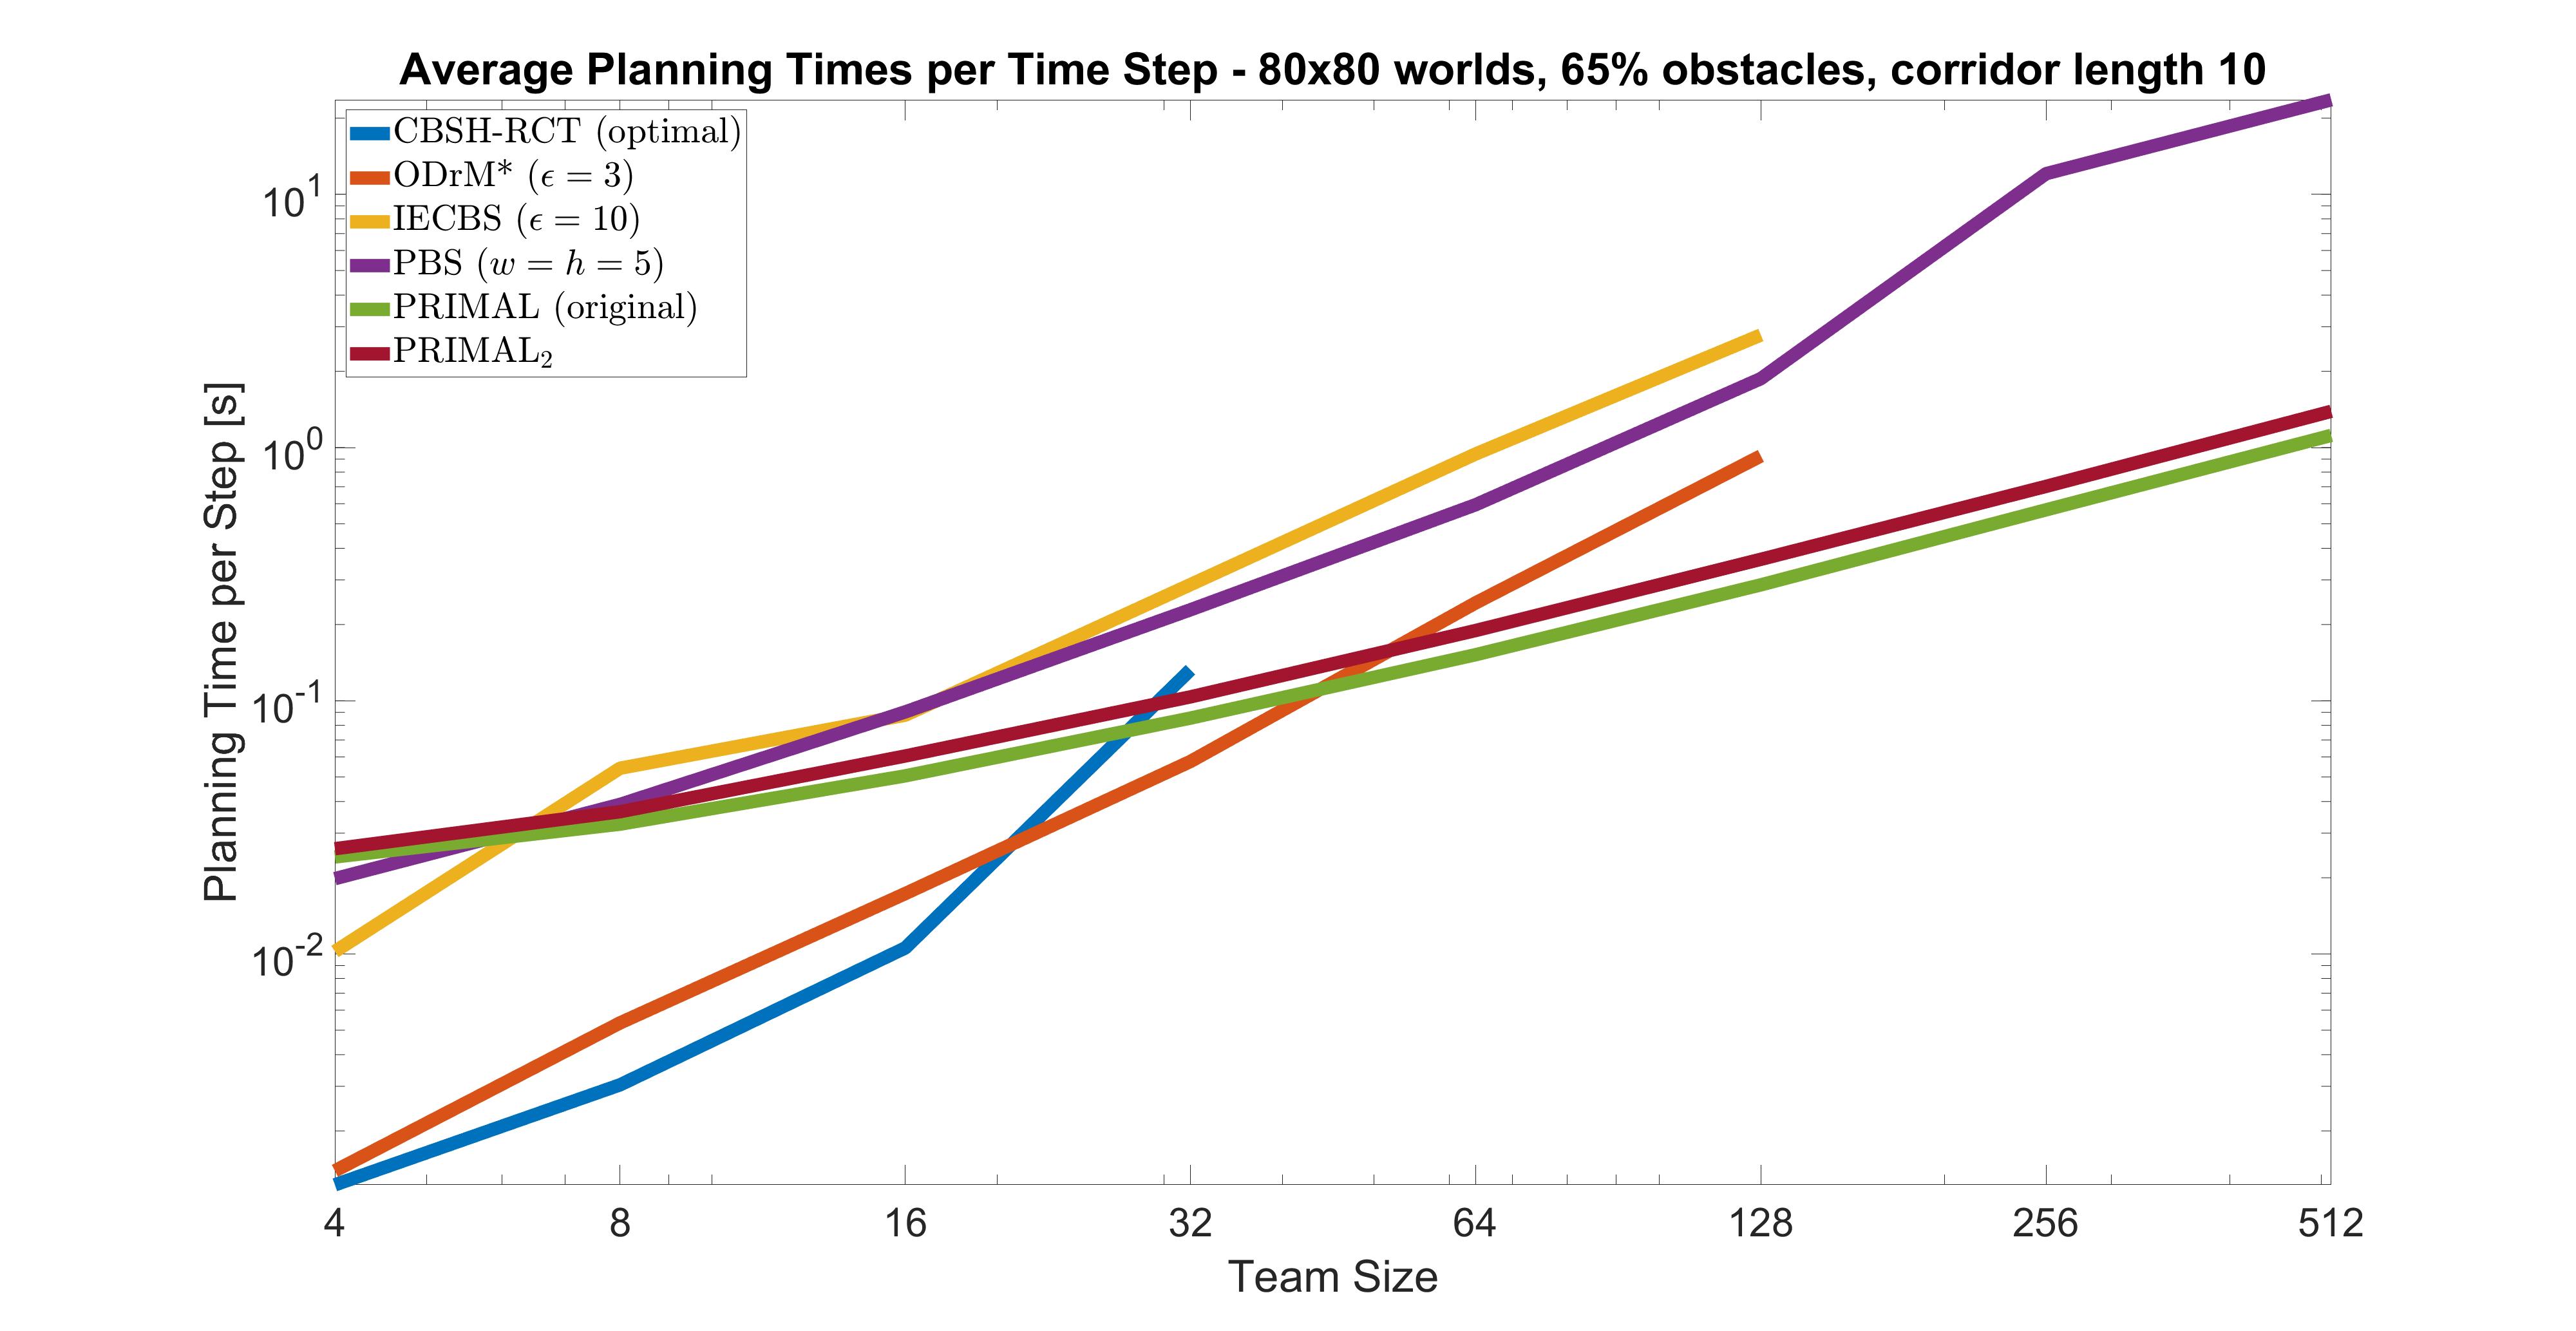 Average Planning Times per Time Step - 80x80 worlds, 65% obstacles, corridor length 10
CBSH-RCT (optimal)
ODrM* (ϵ = 3)
IECBS (ϵ = 10)
PBS (w = h = 5)
PRIMAL (original)
PRIMAL₂
Planning Time per Step [s]
10¹
10⁰
10⁻¹
10⁻²
4 8 16 32 64 128 256 512
Team Size